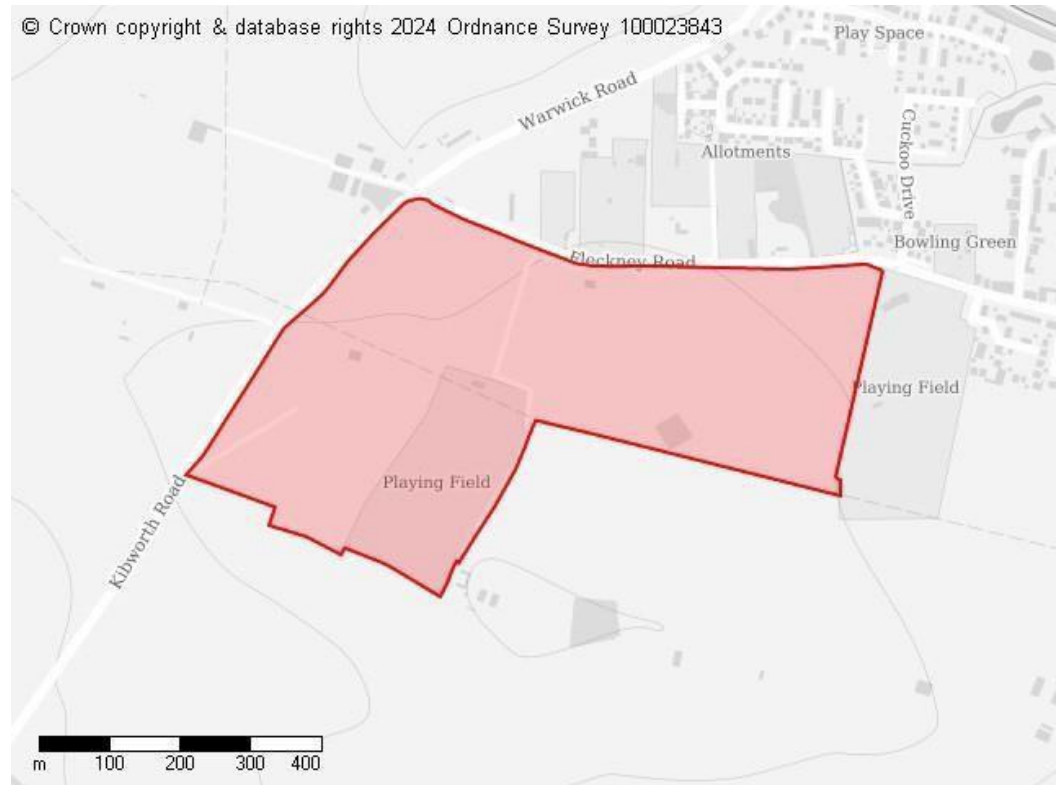 © Crown copyright & database rights 2024 Ordnance Survey 100023843
Play Space
Warwick Road
Allotments
Cuckoo Drive
Bowling Green
Fleckney Road
Playing Field
Playing Field
Kibworth Road
m 100 200 300 400